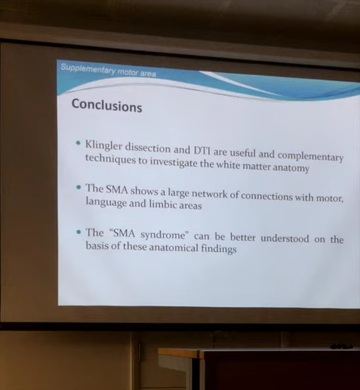 Supplementary motor area
Conclusions
• Klingler dissection and DTI are useful and complementary
techniques to investigate the white matter anatomy
• The SMA shows a large network of connections with motor,
language and limbic areas
• The "SMA syndrome" can be better understood on the
basis of these anatomical findings